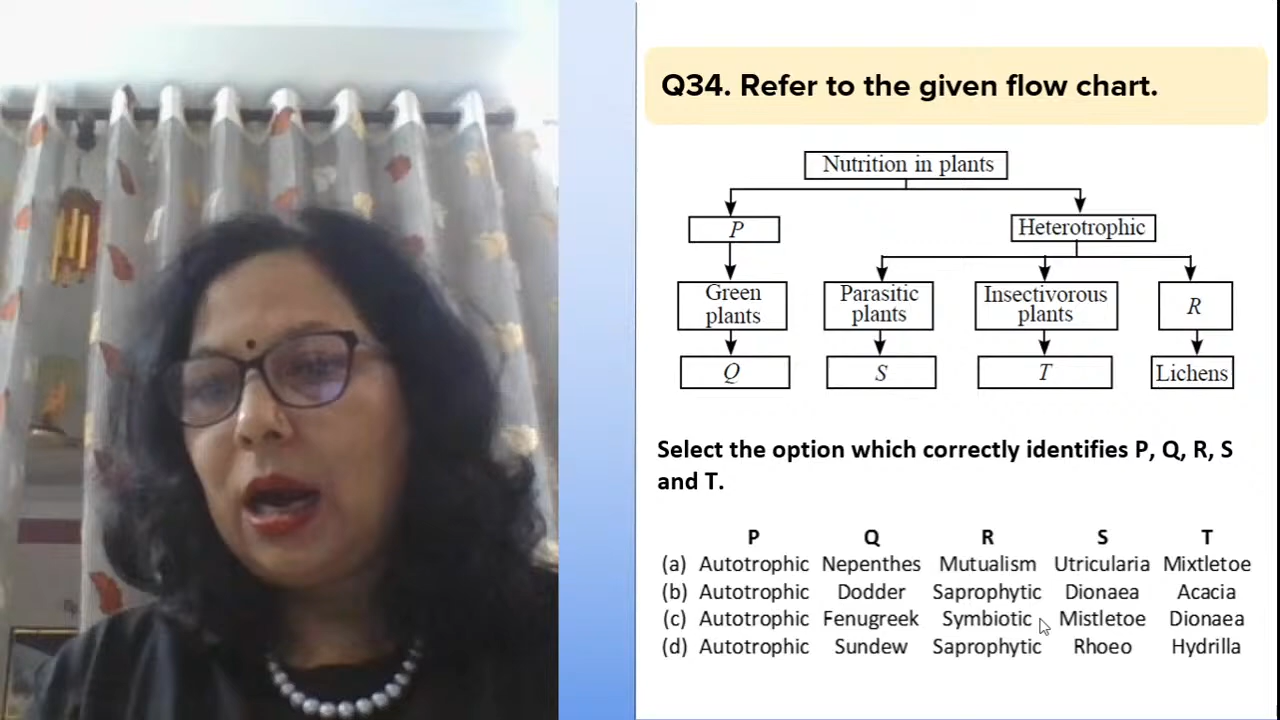 Q34. Refer to the given flow chart.
Nutrition in plants
P
Heterotrophic
Green
plants
Parasitic
plants
Insectivorous
plants
R
Q
S
T
Lichens
Select the option which correctly identifies P, Q, R, S
and T.
P Q R S T
(a) Autotrophic Nepenthes Mutualism Utricularia Mixtletoe
(b) Autotrophic Dodder Saprophytic Dionaea Acacia
(c) Autotrophic Fenugreek Symbiotic Mistletoe Dionaea
(d) Autotrophic Sundew Saprophytic Rhoeo Hydrilla